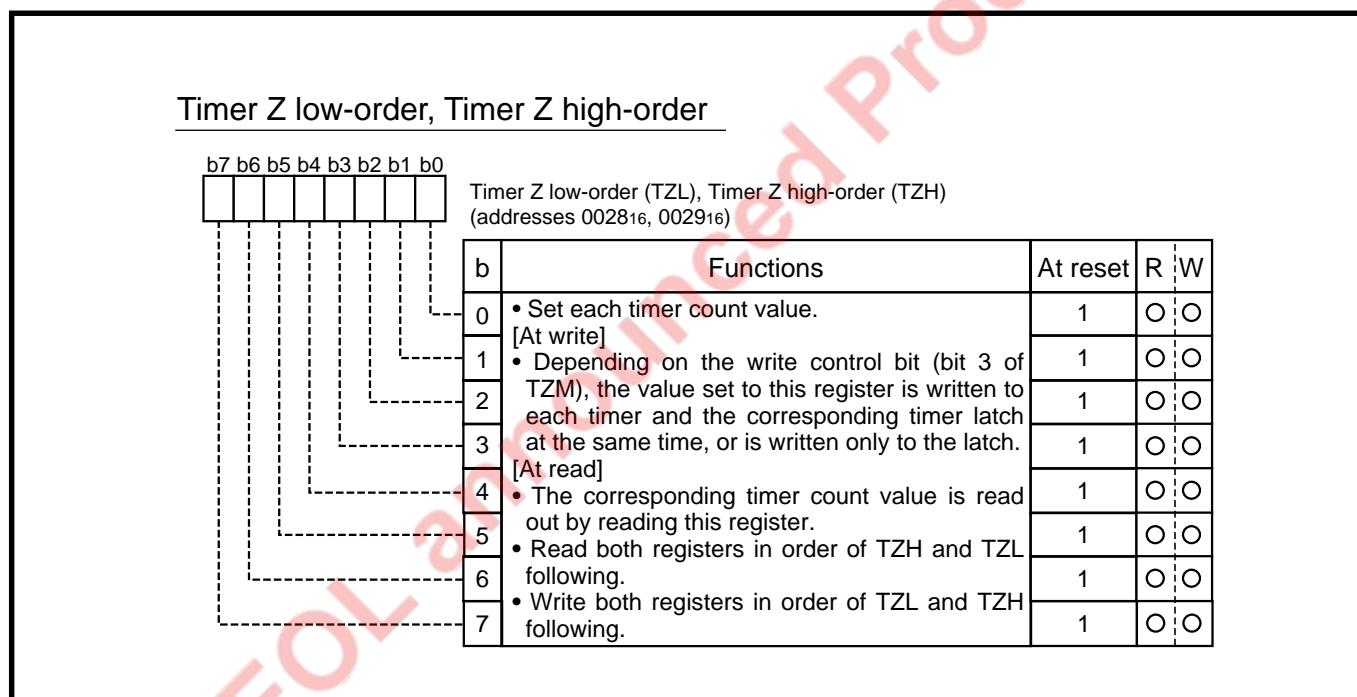 Timer Z low-order, Timer Z high-order
b7 b6 b5 b4 b3 b2 b1 b0
Timer Z low-order (TZL), Timer Z high-order (TZH)
(addresses 002816, 002916)
b Functions At reset R W
0 • Set each timer count value. 1
[At write]
1 • Depending on the write control bit (bit 3 of 1
TZM), the value set to this register is written to
2 each timer and the corresponding timer latch 1
3 at the same time, or is written only to the latch. 1
[At read]
4 • The corresponding timer count value is read 1
out by reading this register.
5 • Read both registers in order of TZH and TZL 1
6 following. 1
• Write both registers in order of TZL and TZH
7 following. 1
EOL announced Prod